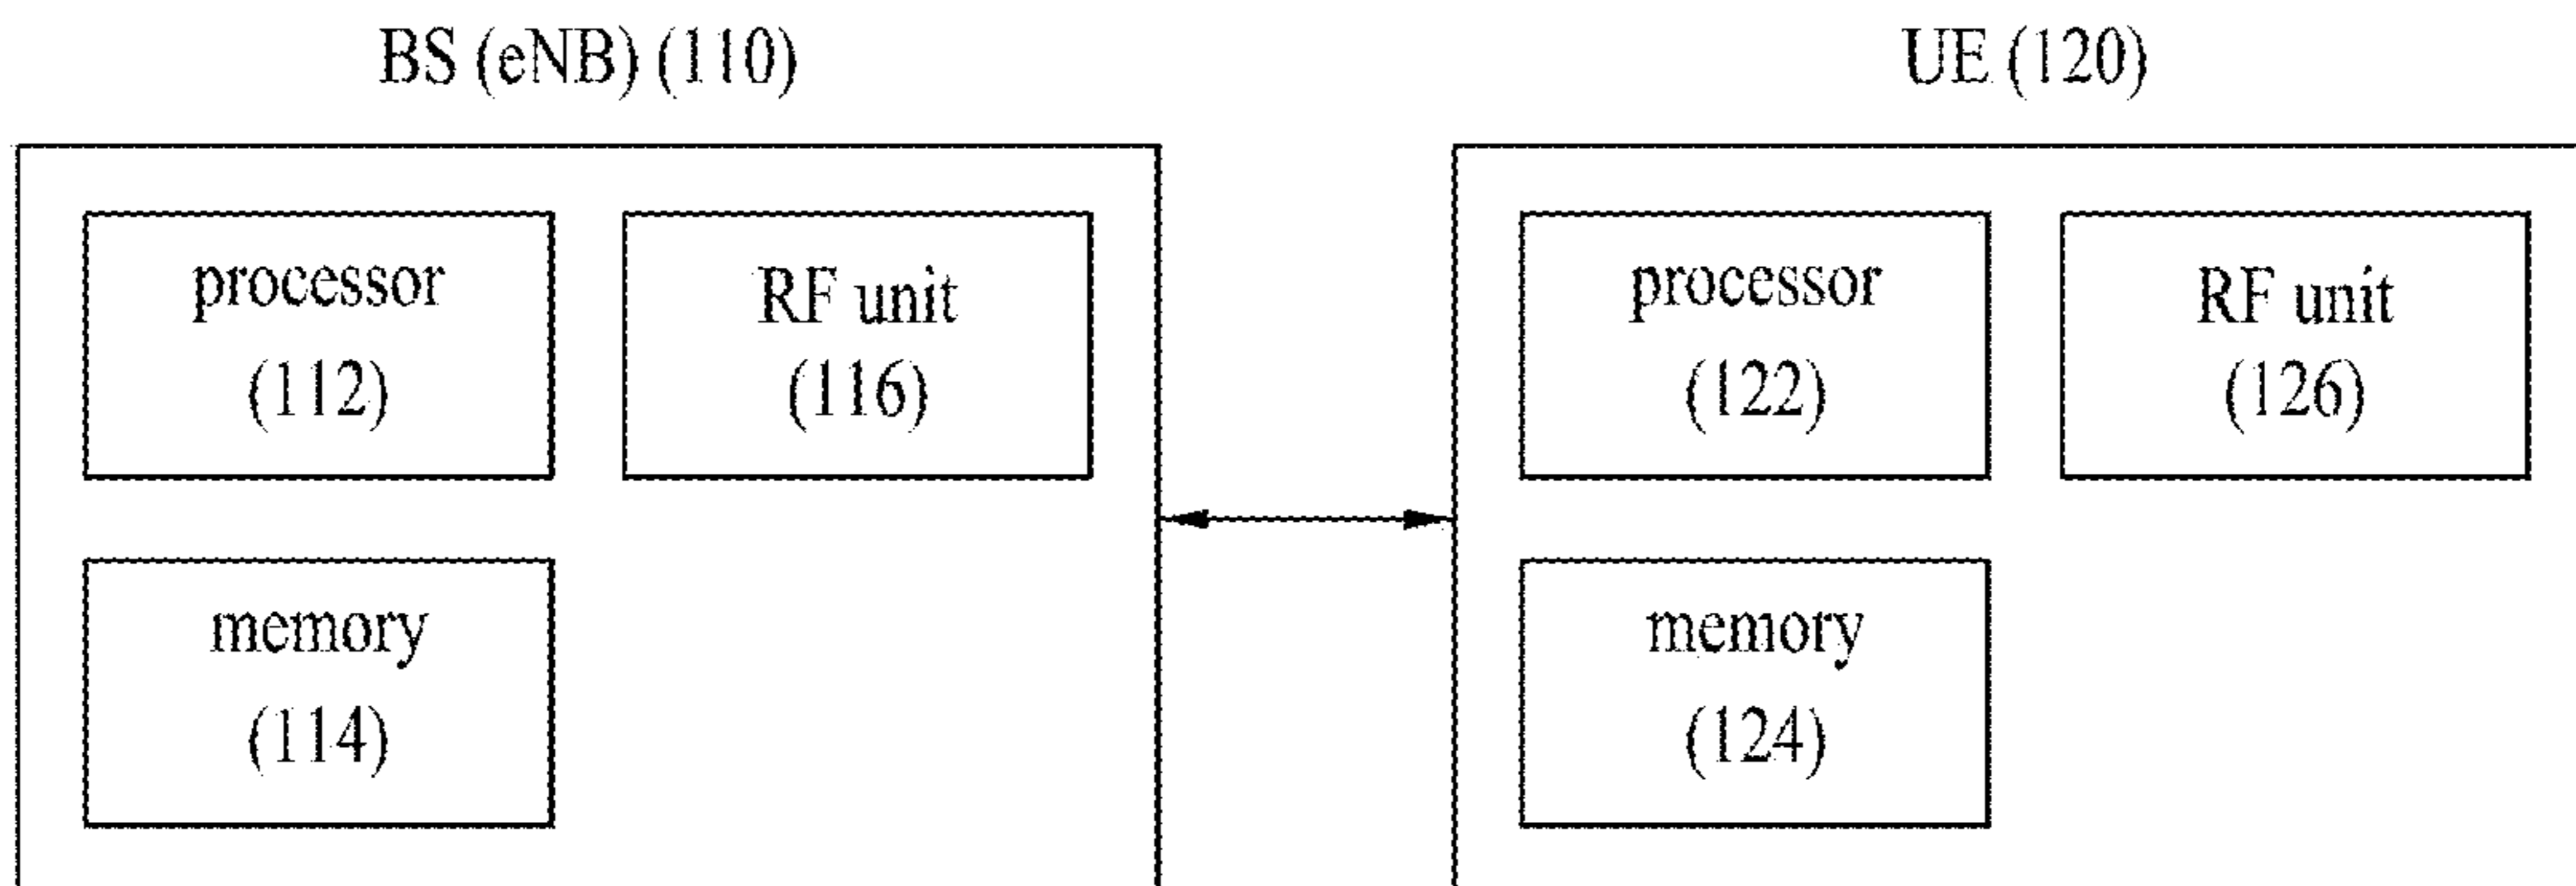 BS (eNB) (110)
processor
(112)
RF unit
(116)
memory
(114)
UE (120)
processor
(122)
RF unit
(126)
memory
(124)